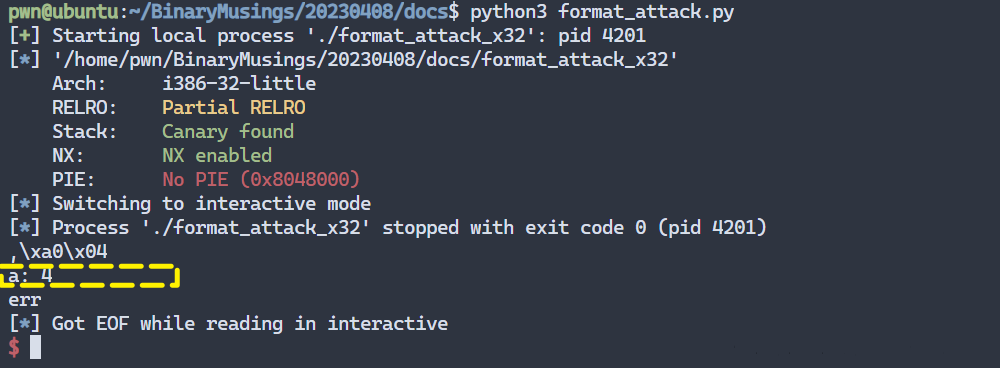 pwn@ubuntu:~/BinaryMusings/20230408/docs$ python3 format_attack.py
[+] Starting local process './format_attack_x32': pid 4201
[*] '/home/pwn/BinaryMusings/20230408/docs/format_attack_x32'
Arch: i386-32-little
RELRO: Partial RELRO
Stack: Canary found
NX: NX enabled
PIE: No PIE (0x8048000)
[*] Switching to interactive mode
[*] Process './format_attack_x32' stopped with exit code 0 (pid 4201)
,\xa0\x04
a: 4
err
[*] Got EOF while reading in interactive
$